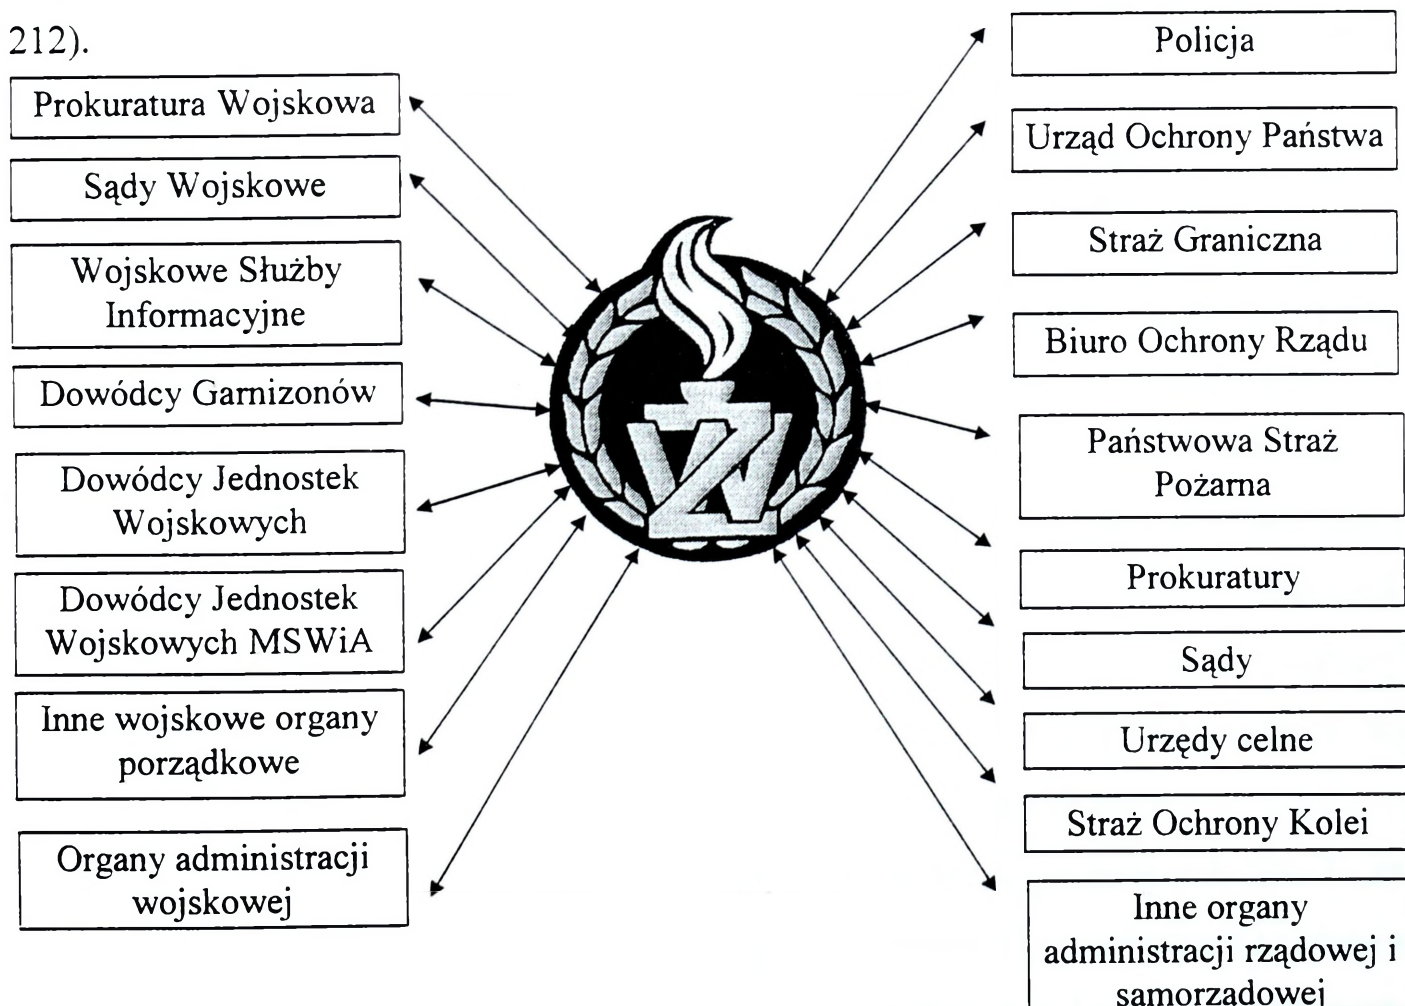 212).
Prokuratura Wojskowa
Sądy Wojskowe
Wojskowe Służby
Informacyjne
Dowódcy Garnizonów
Dowódcy Jednostek
Wojskowych
Dowódcy Jednostek
Wojskowych MSWiA
Inne wojskowe organy
porządkowe
Organy administracji
wojskowej
ŻW
Policja
Urząd Ochrony Państwa
Straż Graniczna
Biuro Ochrony Rządu
Państwowa Straż
Pożarna
Prokuratury
Sądy
Urzędy celne
Straż Ochrony Kolei
Inne organy
administracji rządowej i
samorządowej